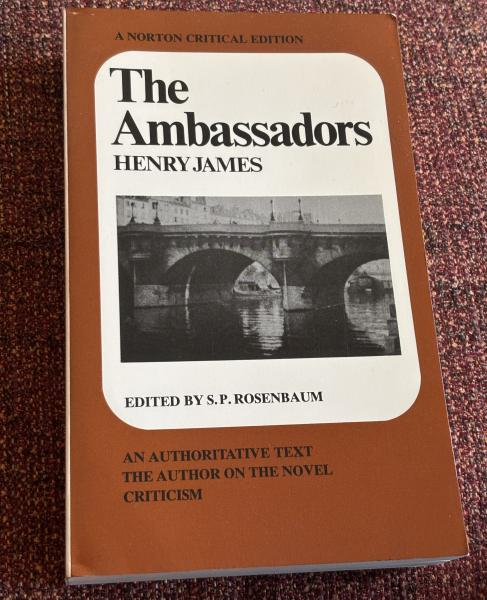 A NORTON CRITICAL EDITION
The
Ambassadors
HENRY JAMES
EDITED BY S. P. ROSENBAUM
AN AUTHORITATIVE TEXT
THE AUTHOR ON THE NOVEL
CRITICISM